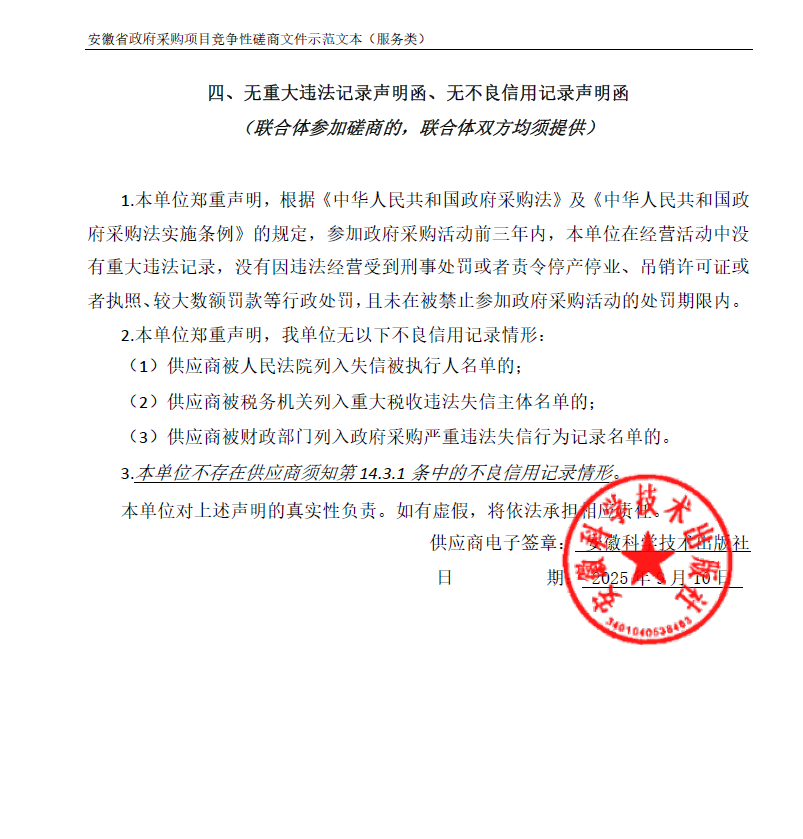 安徽省政府采购项目竞争性磋商文件示范文本（服务类）
四、无重大违法记录声明函、无不良信用记录声明函
（联合体参加磋商的，联合体双方均须提供）
1.本单位郑重声明，根据《中华人民共和国政府采购法》及《中华人民共和国政
府采购法实施条例》的规定，参加政府采购活动前三年内，本单位在经营活动中没
有重大违法记录，没有因违法经营受到刑事处罚或者责令停产停业、吊销许可证或
者执照、较大数额罚款等行政处罚，且未在被禁止参加政府采购活动的处罚期限内。
2.本单位郑重声明，我单位无以下不良信用记录情形：
（1）供应商被人民法院列入失信被执行人名单的；
（2）供应商被税务机关列入重大税收违法失信主体名单的；
（3）供应商被财政部门列入政府采购严重违法失信行为记录名单的。
3.本单位不存在供应商须知第 14.3.1 条中的不良信用记录情形。
本单位对上述声明的真实性负责。如有虚假，将依法承担相应责任。
供应商电子签章：安徽科学技术出版社
日 期：2025 年 9 月 10 日
安徽科学技术出版社
3401040638463